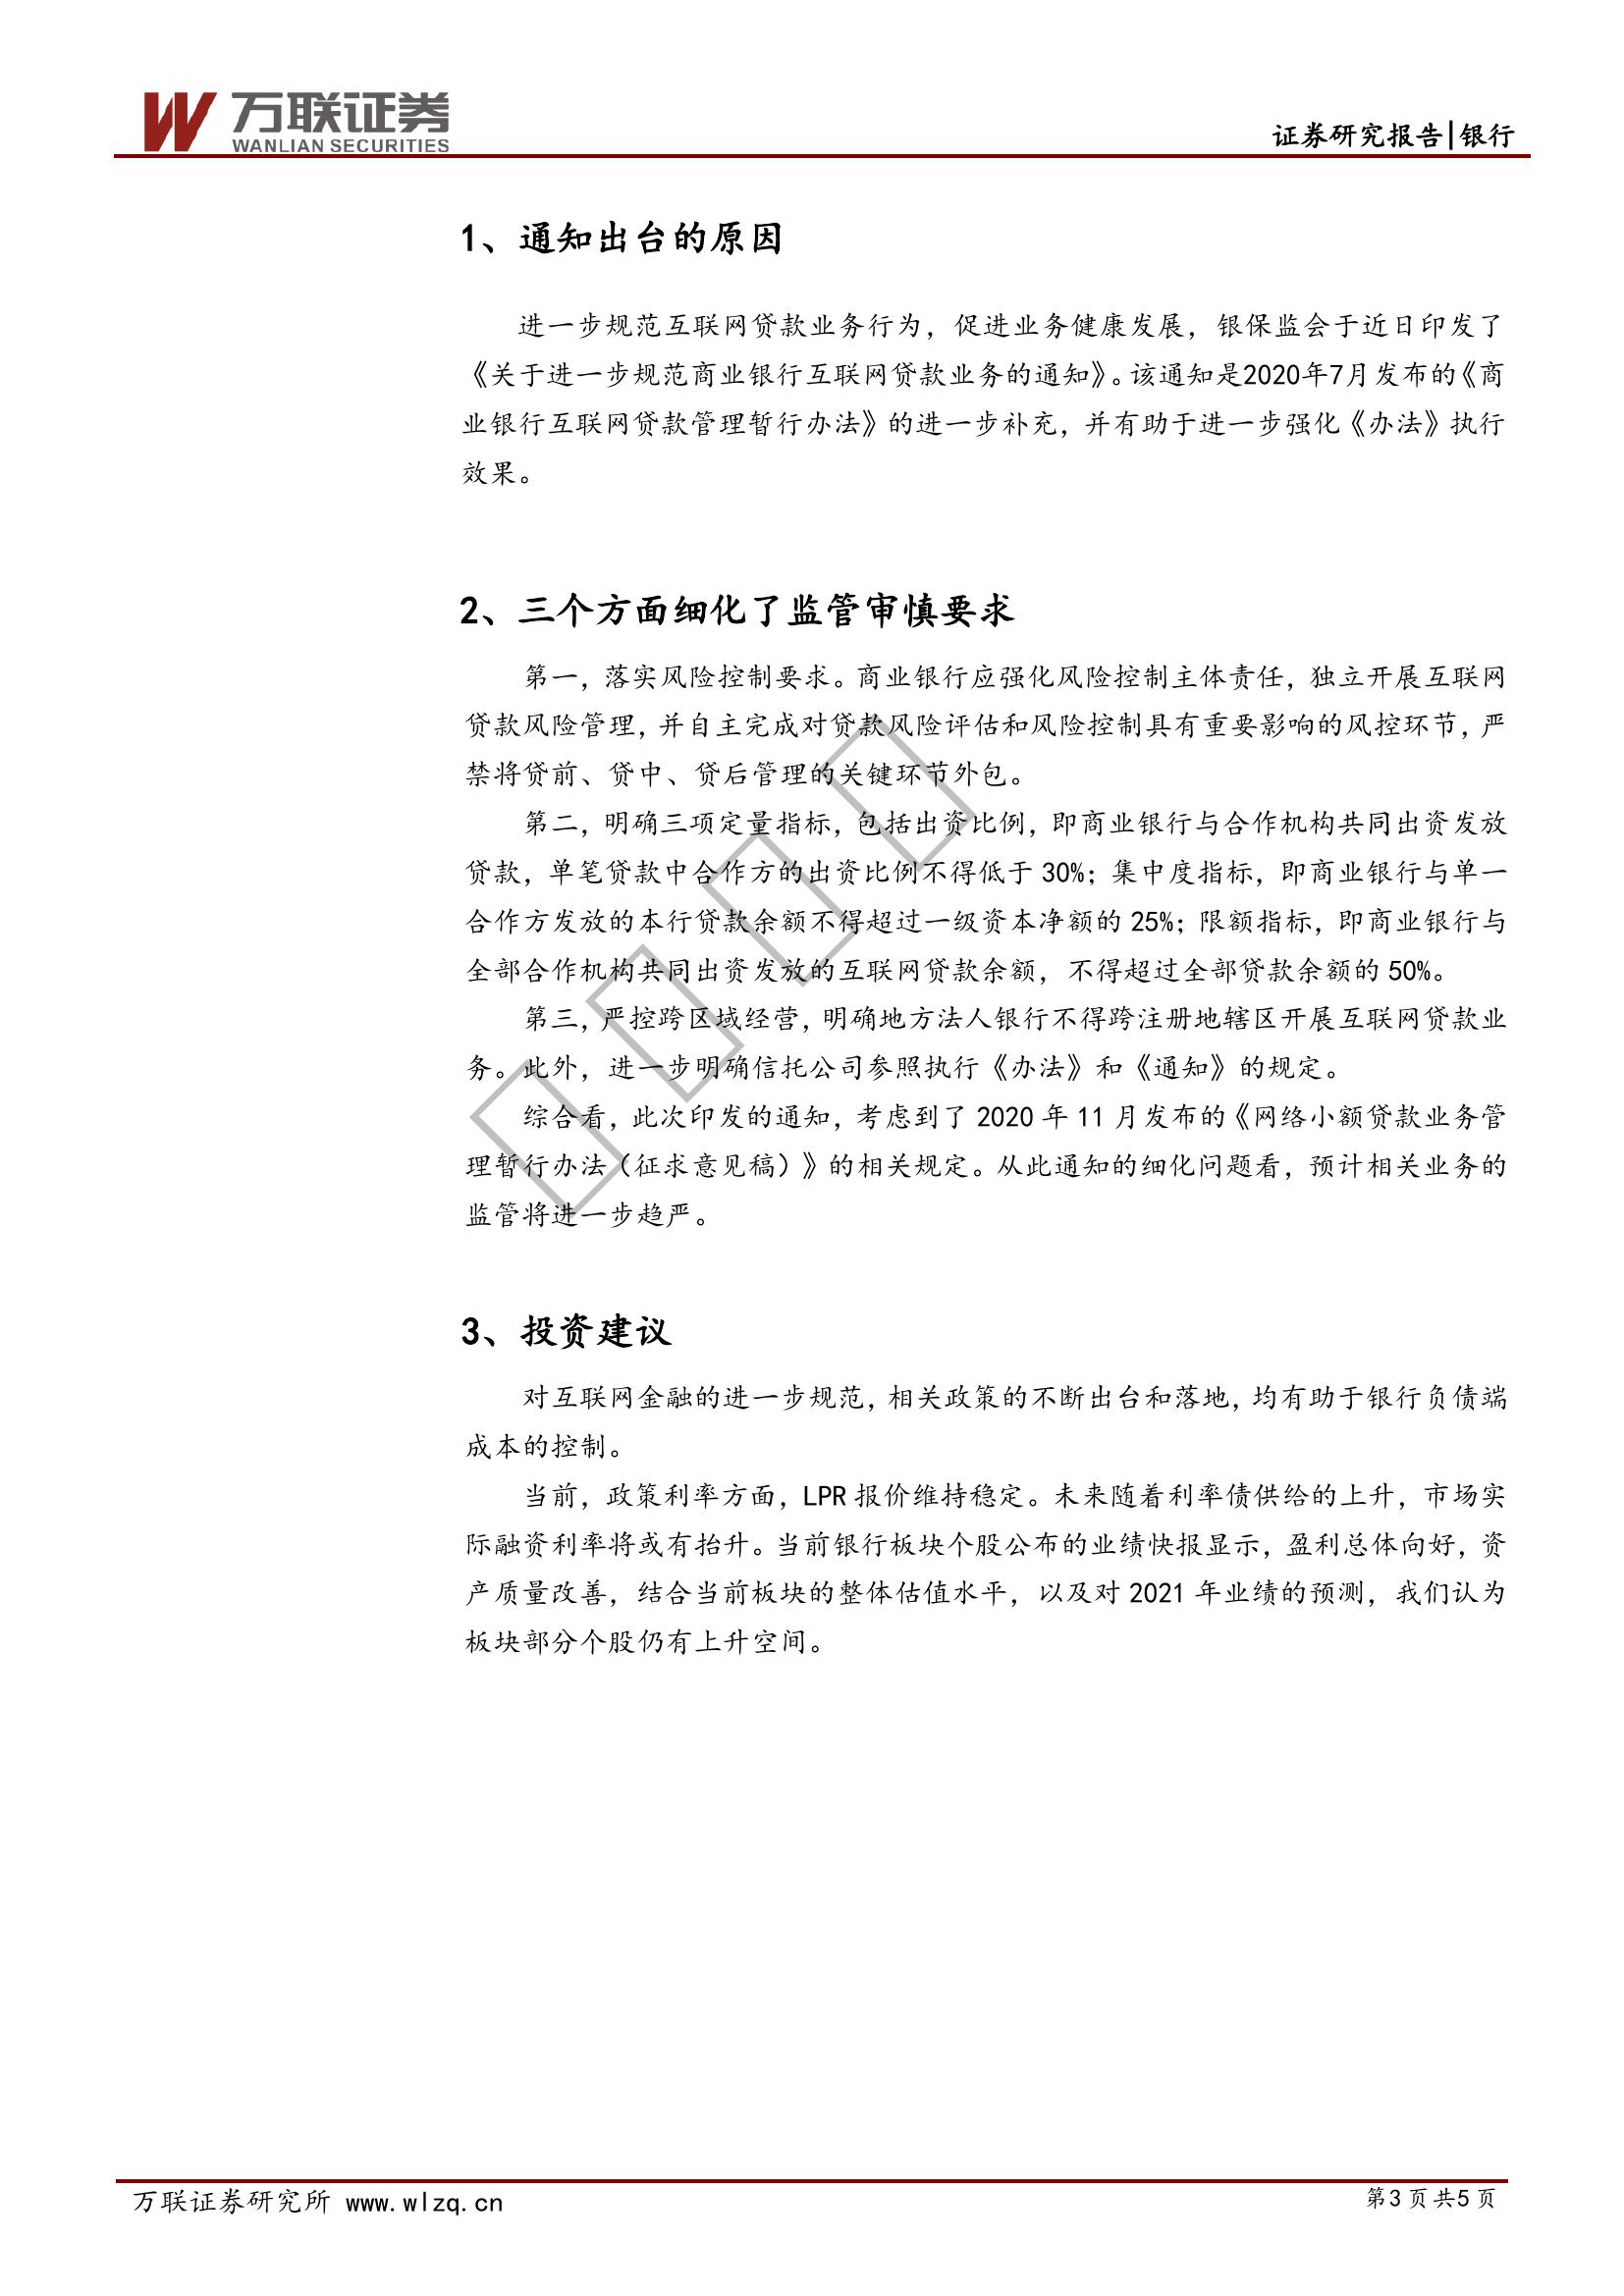 万联证券
WANLIAN SECURITIES
证券研究报告|银行
1、通知出台的原因
进一步规范互联网贷款业务行为，促进业务健康发展，银保监会于近日印发了
《关于进一步规范商业银行互联网贷款业务的通知》。该通知是2020年7月发布的《商
业银行互联网贷款管理暂行办法》的进一步补充，并有助于进一步强化《办法》执行
效果。
2、三个方面细化了监管审慎要求
第一，落实风险控制要求。商业银行应强化风险控制主体责任，独立开展互联网
贷款风险管理，并自主完成对贷款风险评估和风险控制具有重要影响的风控环节，严
禁将贷前、贷中、贷后管理的关键环节外包。
第二，明确三项定量指标，包括出资比例，即商业银行与合作机构共同出资发放
贷款，单笔贷款中合作方的出资比例不得低于 30%；集中度指标，即商业银行与单一
合作方发放的本行贷款余额不得超过一级资本净额的 25%；限额指标，即商业银行与
全部合作机构共同出资发放的互联网贷款余额，不得超过全部贷款余额的 50%。
第三，严控跨区域经营，明确地方法人银行不得跨注册地辖区开展互联网贷款业
务。此外，进一步明确信托公司参照执行《办法》和《通知》的规定。
综合看，此次印发的通知，考虑到了 2020 年 11 月发布的《网络小额贷款业务管
理暂行办法（征求意见稿）》的相关规定。从此通知的细化问题看，预计相关业务的
监管将进一步趋严。
3、投资建议
对互联网金融的进一步规范，相关政策的不断出台和落地，均有助于银行负债端
成本的控制。
当前，政策利率方面，LPR 报价维持稳定。未来随着利率债供给的上升，市场实
际融资利率将或有抬升。当前银行板块个股公布的业绩快报显示，盈利总体向好，资
产质量改善，结合当前板块的整体估值水平，以及对 2021 年业绩的预测，我们认为
板块部分个股仍有上升空间。
万联证券研究所 www.wlzq.cn
第3页共5页